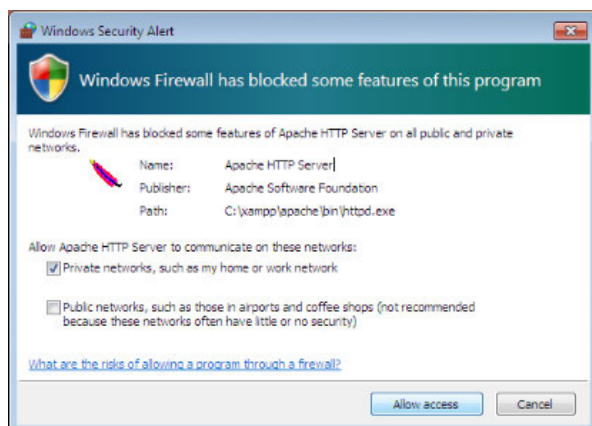 Windows Security Alert
Windows Firewall has blocked some features of this program
Windows Firewall has blocked some features of Apache HTTP Server on all public and private
networks.
Name: Apache HTTP Server
Publisher: Apache Software Foundation
Path: C:\xampp\apache\bin\httpd.exe
Allow Apache HTTP Server to communicate on these networks:
Private networks, such as my home or work network
Public networks, such as those in airports and coffee shops (not recommended
because these networks often have little or no security)
What are the risks of allowing a program through a firewall?
Allow access Cancel